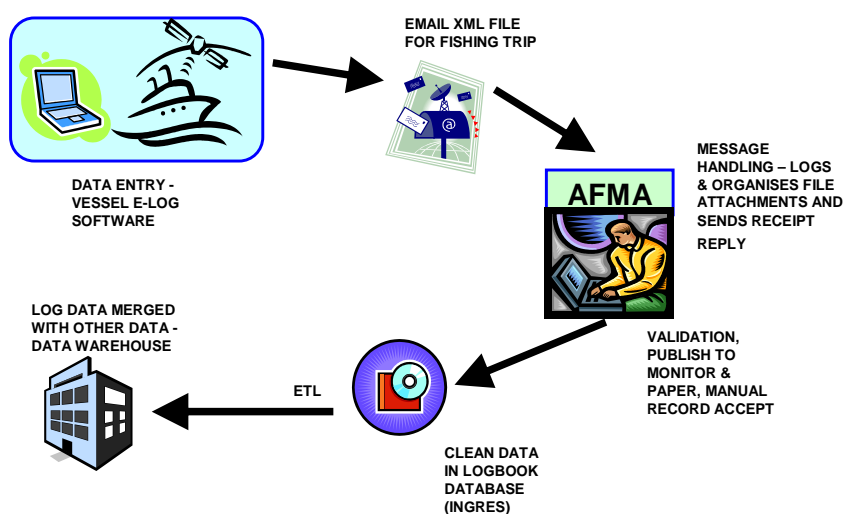 EMAIL XML FILE
FOR FISHING TRIP
DATA ENTRY -
VESSEL E-LOG
SOFTWARE
@
AFMA
MESSAGE
HANDLING – LOGS
& ORGANISES FILE
ATTACHMENTS AND
SENDS RECEIPT
REPLY
VALIDATION,
PUBLISH TO
MONITOR &
PAPER, MANUAL
RECORD ACCEPT
CLEAN DATA
IN LOGBOOK
DATABASE
(INGRES)
ETL
LOG DATA MERGED
WITH OTHER DATA -
DATA WAREHOUSE